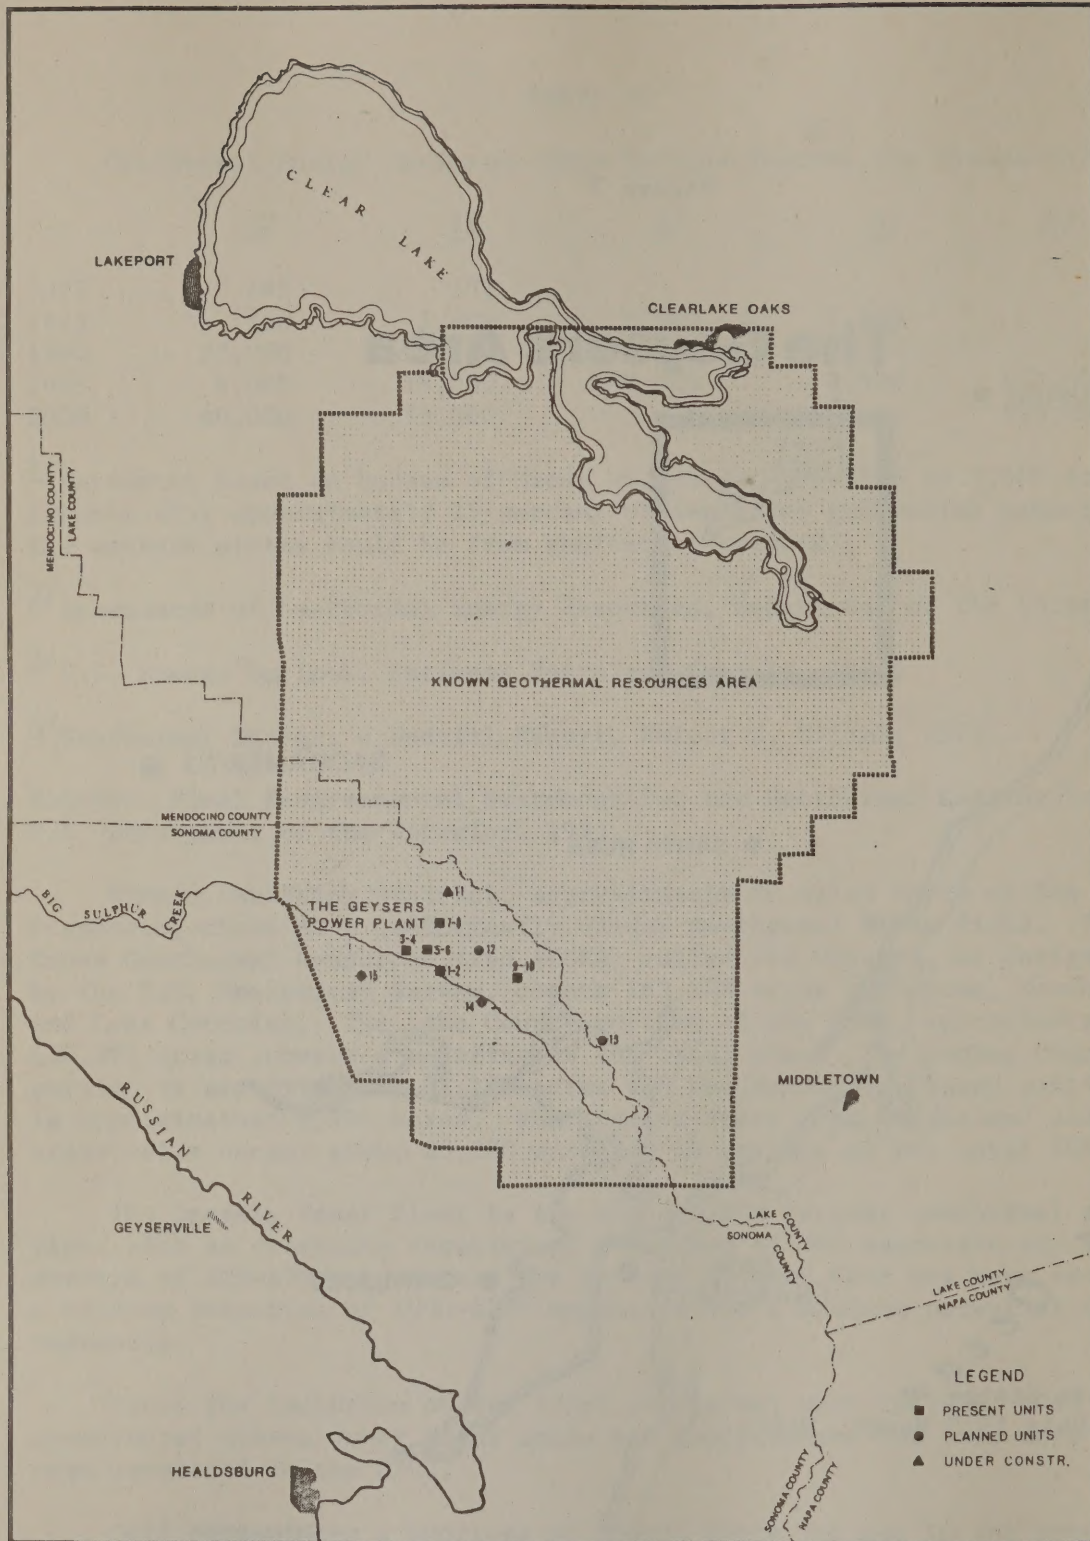 CLEAR LAKE
LAKEPORT
CLEARLAKE OAKS
MENDOCINO COUNTY
LAKE COUNTY
KNOWN GEOTHERMAL RESOURCES AREA
MENDOCINO COUNTY
SONOMA COUNTY
BIG SULPHUR CREEK
11
THE GEYSERS
POWER PLANT
7-8
3-4
5-6
12
1-2
9-10
15
14
13
MIDDLETOWN
RUSSIAN RIVER
GEYSERVILLE
LAKE COUNTY
SONOMA COUNTY
LAKE COUNTY
NAPA COUNTY
LEGEND
■ PRESENT UNITS
● PLANNED UNITS
▲ UNDER CONSTR.
HEALDSBURG
SONOMA COUNTY
NAPA COUNTY